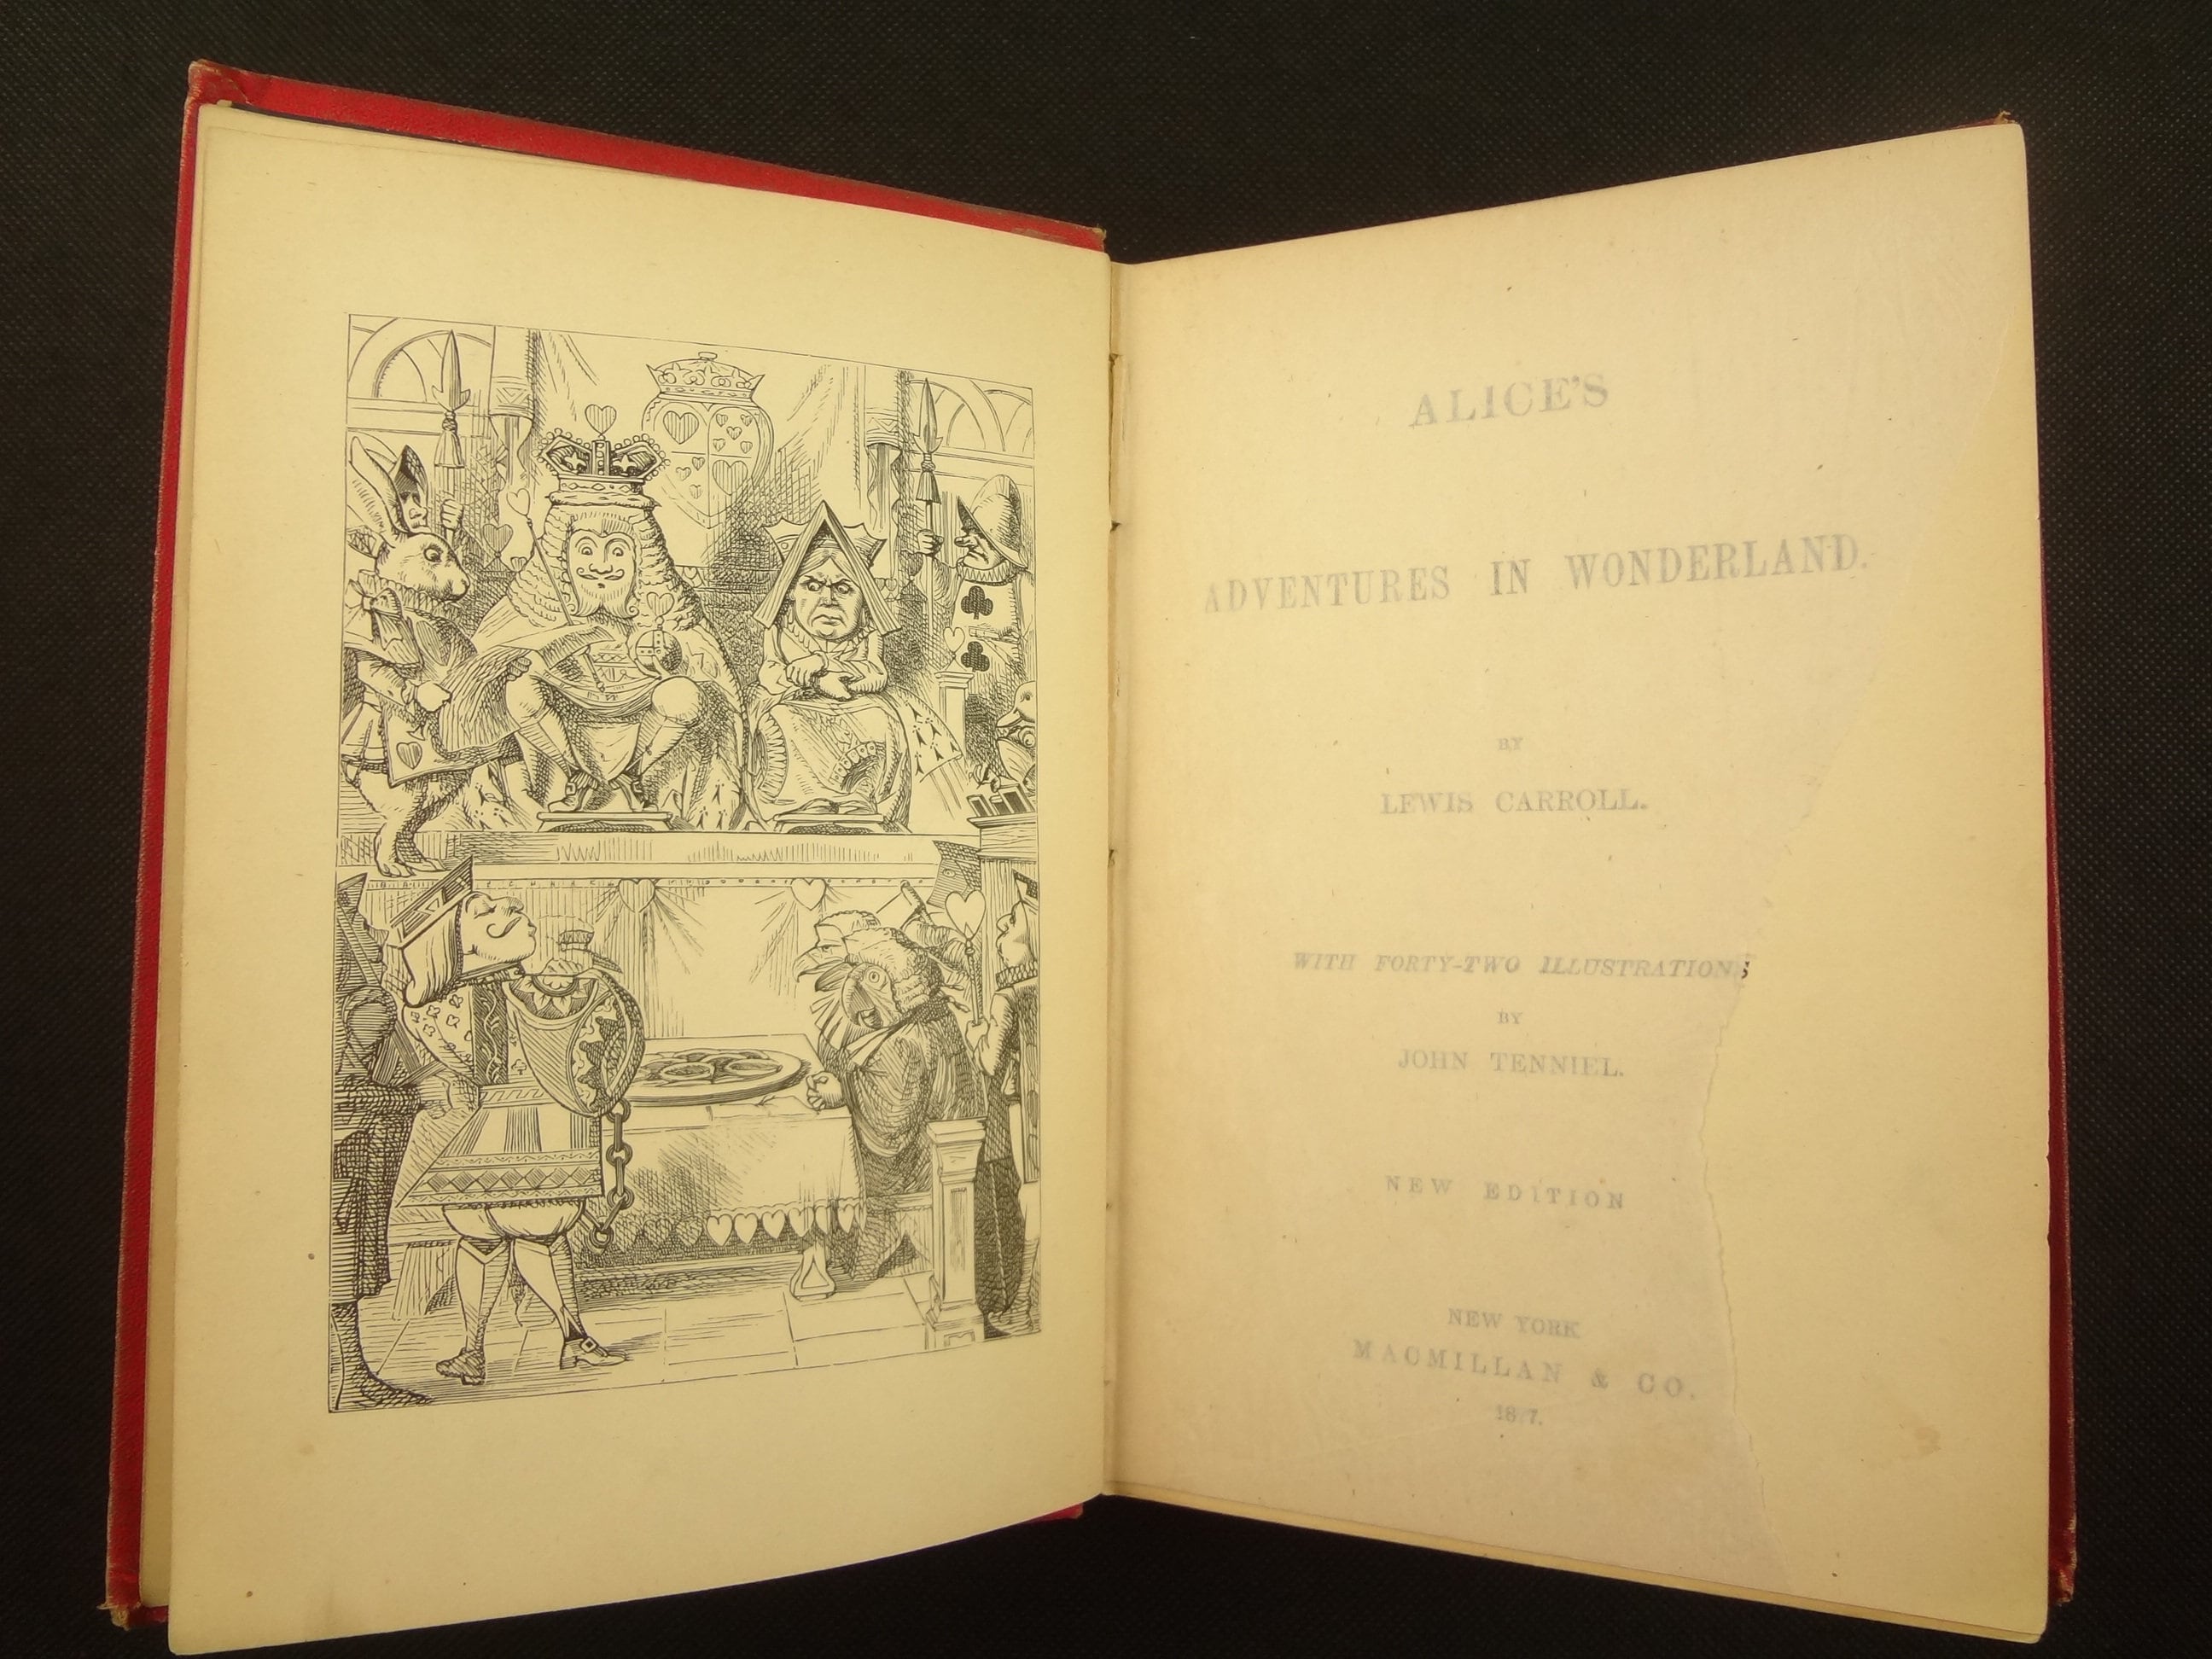 ALICE'S
ADVENTURES IN WONDERLAND.
BY
LEWIS CARROLL.
WITH FORTY-TWO ILLUSTRATIONS
BY
JOHN TENNIEL.
NEW EDITION
NEW YORK
MACMILLAN & CO.